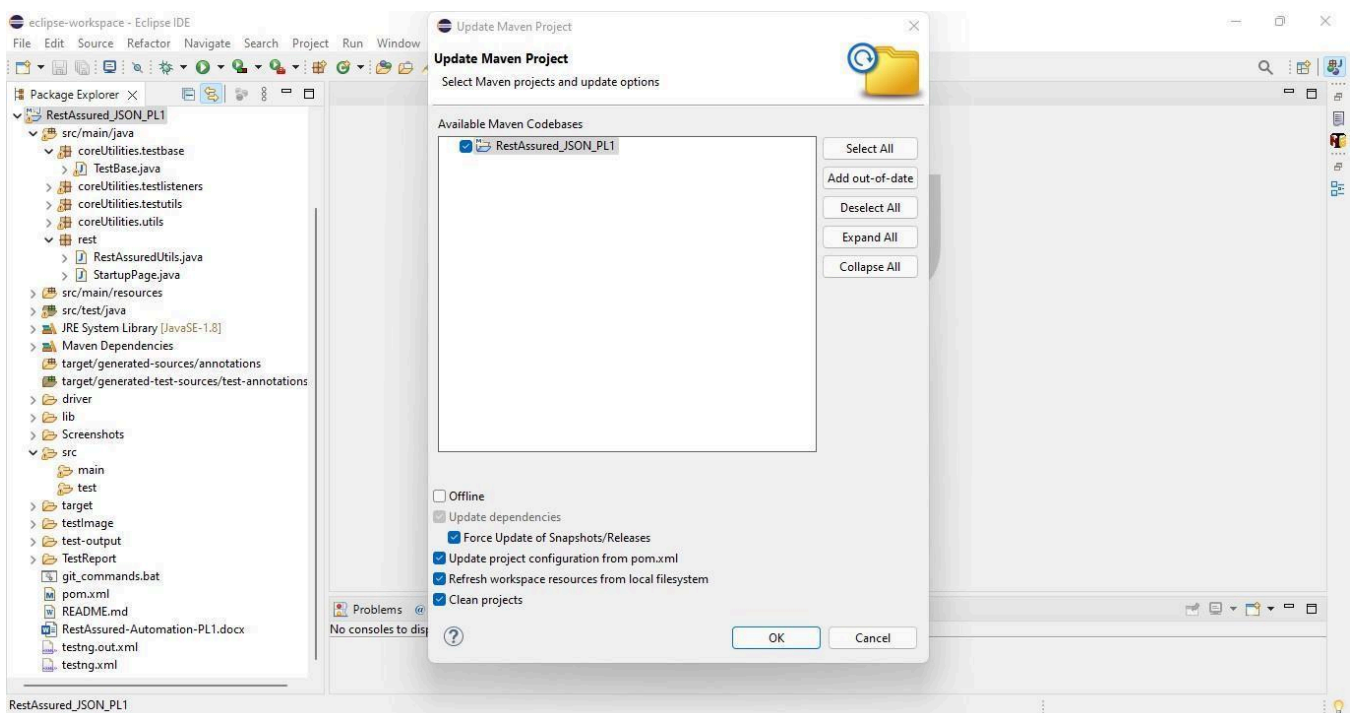 eclipse-workspace - Eclipse IDE
File Edit Source Refactor Navigate Search Project Run Window
Package Explorer
RestAssured_JSON_PL1
src/main/java
coreUtilities.testbase
TestBase.java
coreUtilities.testlisteners
coreUtilities.testutils
coreUtilities.utils
rest
RestAssuredUtils.java
StartupPage.java
src/main/resources
src/test/java
JRE System Library [JavaSE-1.8]
Maven Dependencies
target/generated-sources/annotations
target/generated-test-sources/test-annotations
driver
lib
Screenshots
src
main
test
target
testImage
test-output
TestReport
git_commands.bat
pom.xml
README.md
RestAssured-Automation-PL1.docx
testng.out.xml
testng.xml
RestAssured_JSON_PL1
Problems @
No consoles to disp
Update Maven Project
Update Maven Project
Select Maven projects and update options
Available Maven Codebases
RestAssured_JSON_PL1
Select All
Add out-of-date
Deselect All
Expand All
Collapse All
Offline
Update dependencies
Force Update of Snapshots/Releases
Update project configuration from pom.xml
Refresh workspace resources from local filesystem
Clean projects
OK
Cancel